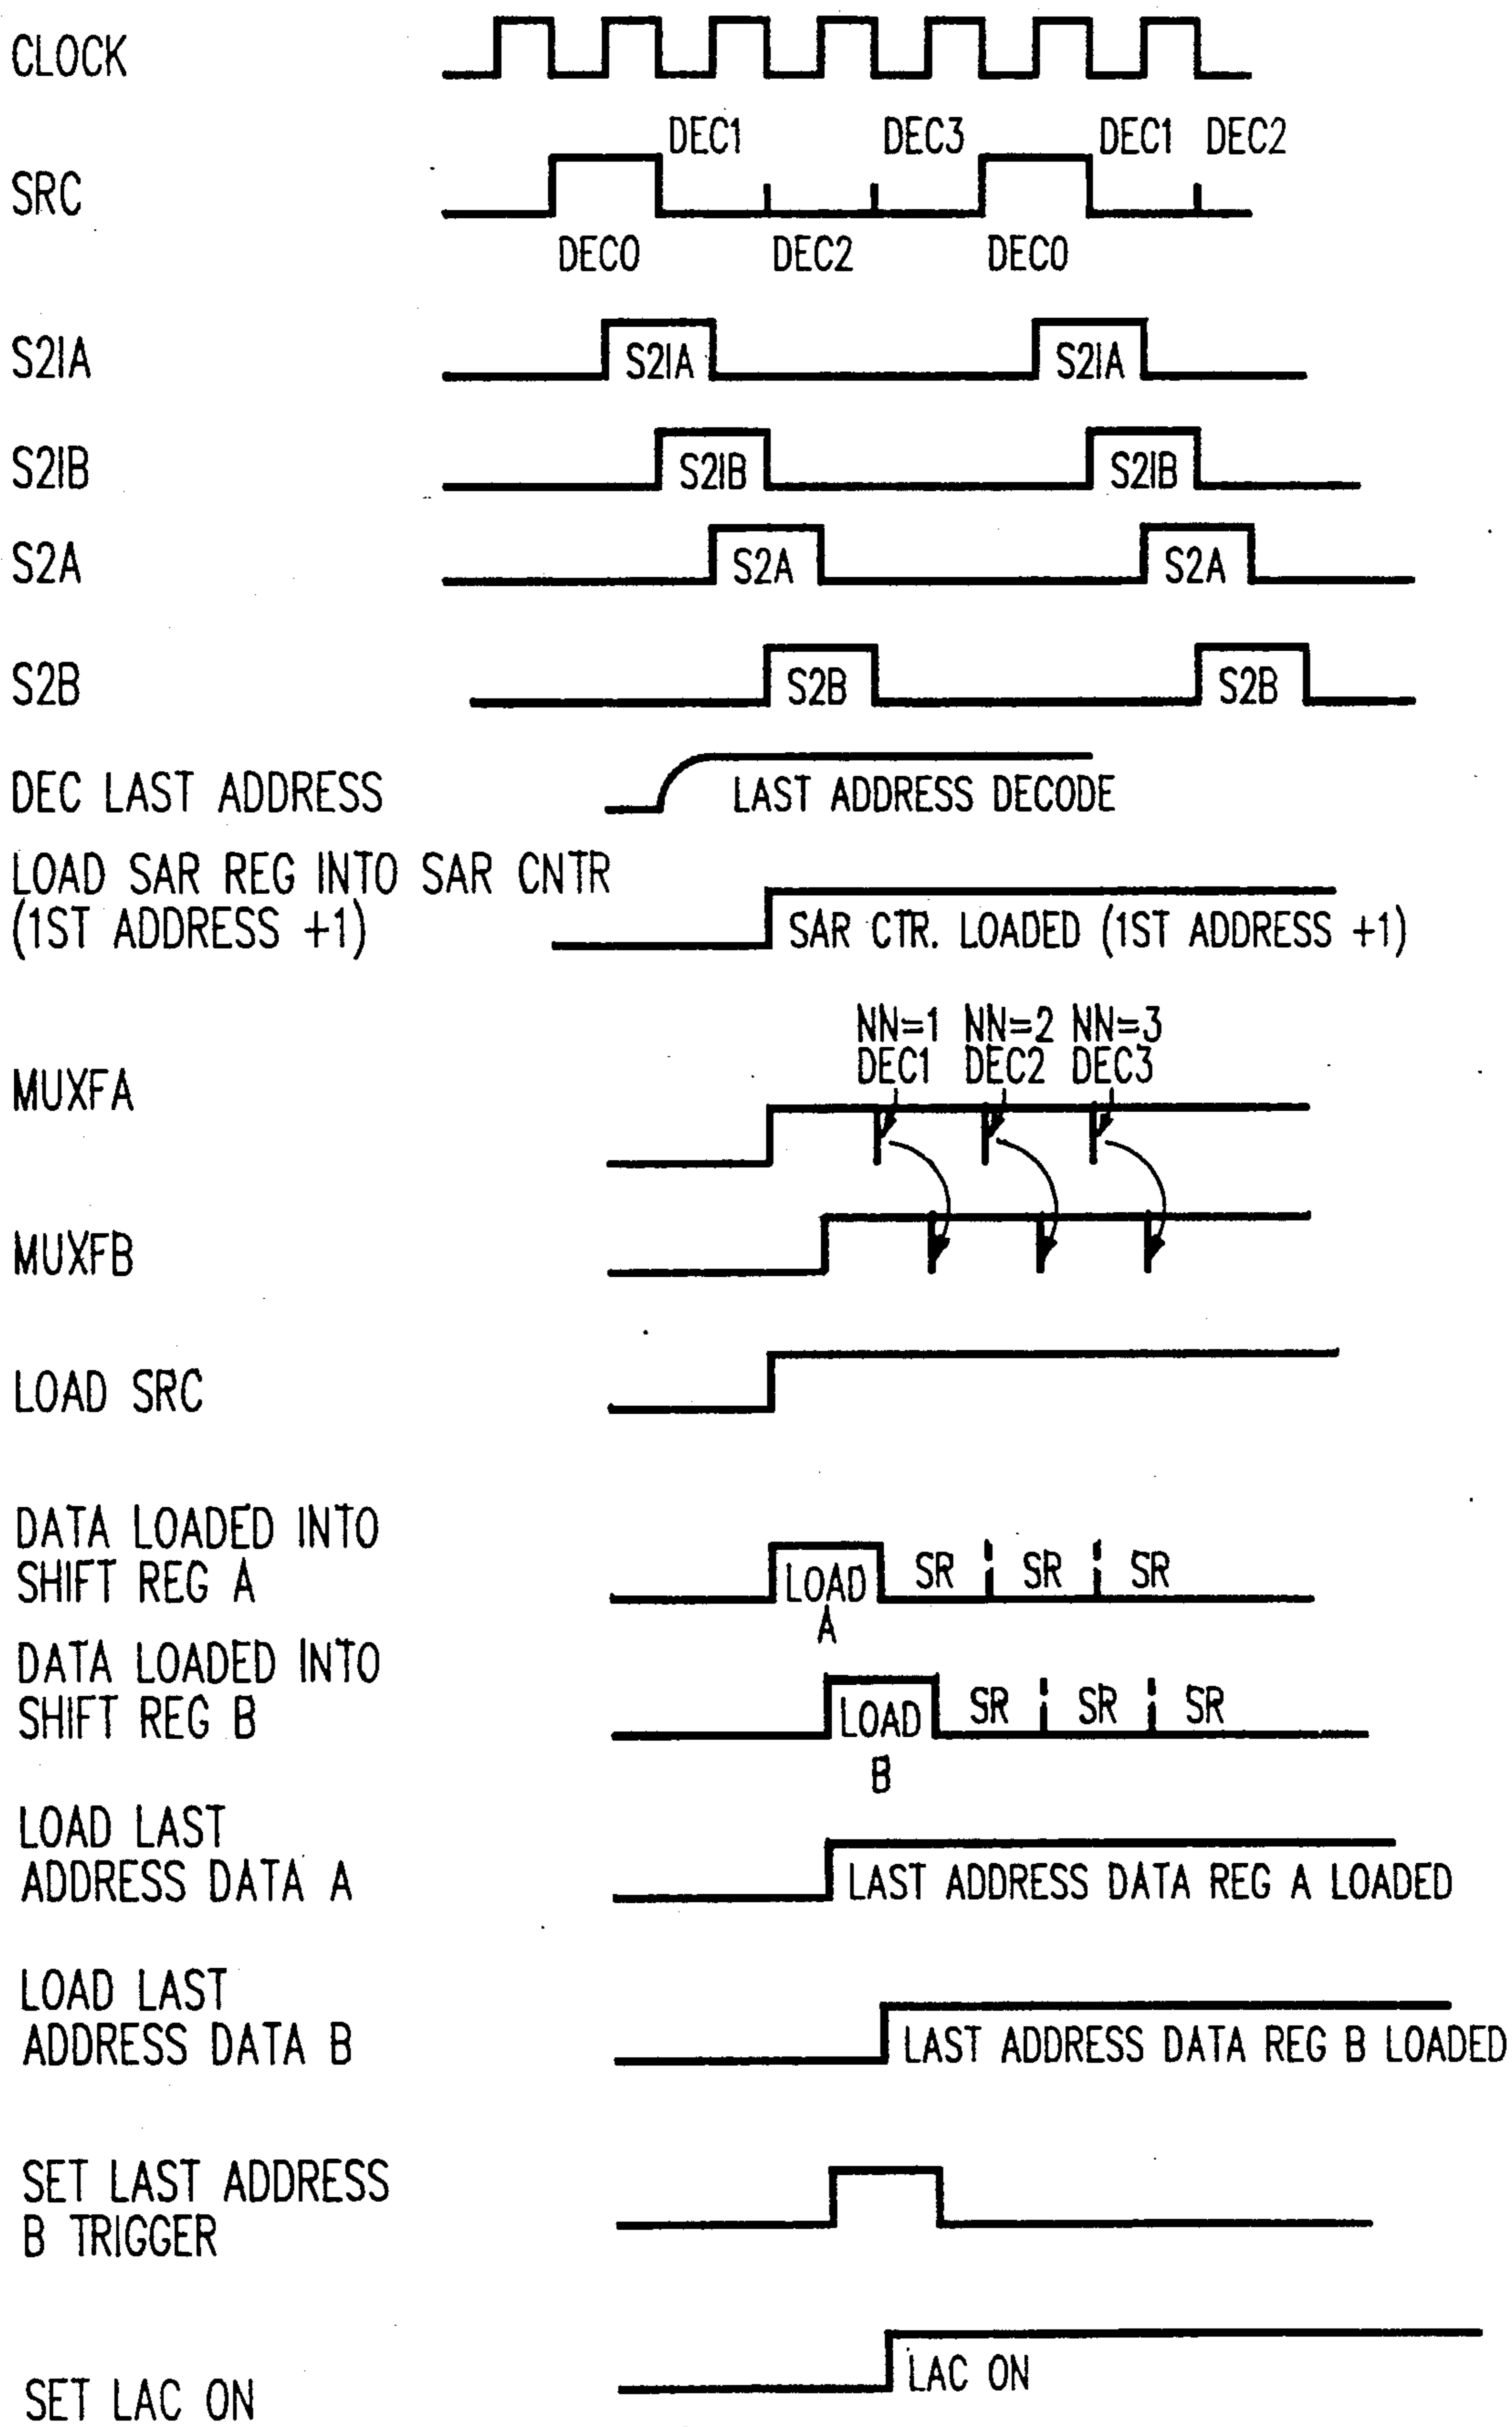 CLOCK
DEC1 DEC3 DEC1 DEC2
SRC
DEC0 DEC2 DEC0
S2IA
S2IA S2IA
S2IB
S2IB S2IB
S2A
S2A S2A
S2B
S2B S2B
DEC LAST ADDRESS
LAST ADDRESS DECODE
LOAD SAR REG INTO SAR CNTR
(1ST ADDRESS +1)
SAR CTR. LOADED (1ST ADDRESS +1)
NN=1 NN=2 NN=3
DEC1 DEC2 DEC3
MUXFA
MUXFB
LOAD SRC
DATA LOADED INTO
SHIFT REG A
LOAD SR SR SR
A
DATA LOADED INTO
SHIFT REG B
LOAD SR SR SR
B
LOAD LAST
ADDRESS DATA A
LAST ADDRESS DATA REG A LOADED
LOAD LAST
ADDRESS DATA B
LAST ADDRESS DATA REG B LOADED
SET LAST ADDRESS
B TRIGGER
SET LAC ON
LAC ON